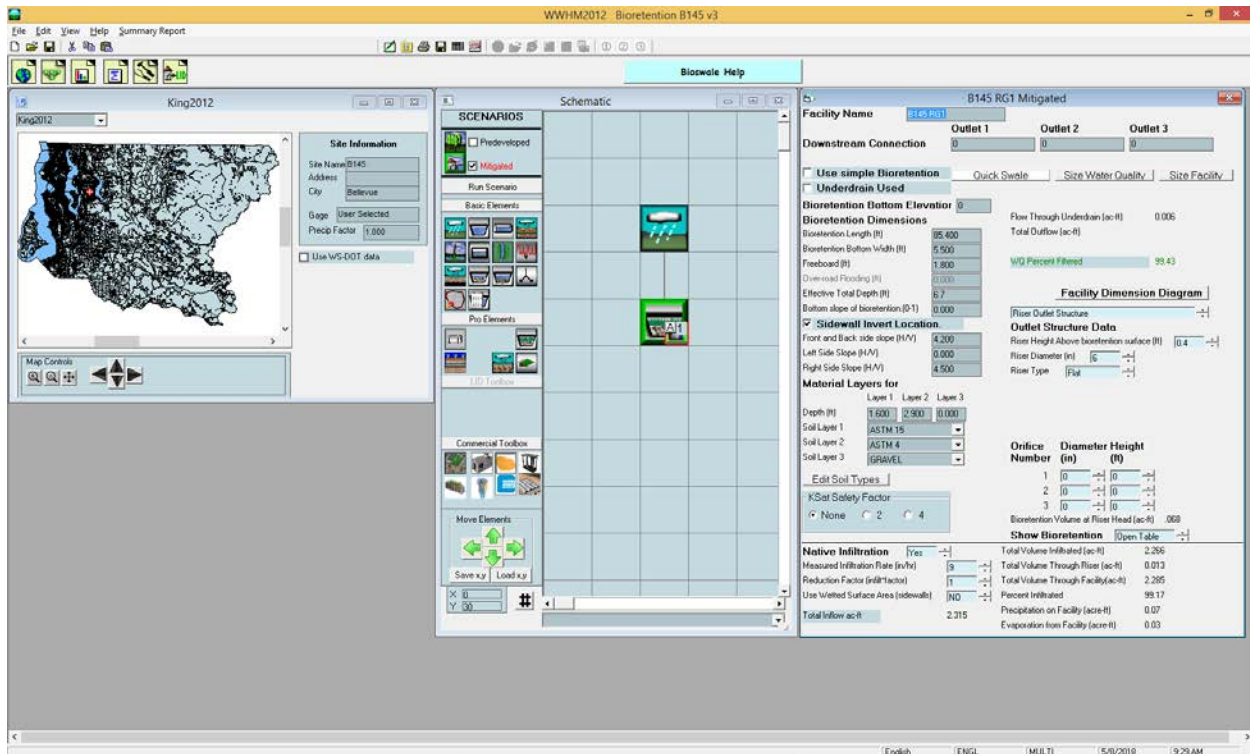 WWHM2012 Bioretention B145 v3
File Edit View Help Summary Report
Bioswale Help
King2012
King2012
Site Information
Site Name B145
Address
City Bellevue
Gage User Selected
Precip Factor 1.000
Use WS-DOT data
Map Controls
Schematic
SCENARIOS
Predeveloped
Mitigated
Run Scenario
Basic Elements
Pro Elements
LID Toolbox
Commercial Toolbox
Move Elements
Save x,y Load x,y
X 0
Y 30
#
A 1
B145 RG1 Mitigated
Facility Name B145 RG1
Outlet 1 Outlet 2 Outlet 3
Downstream Connection 0 0 0
Use simple Bioretention Quick Swale Size Water Quality Size Facility
Underdrain Used
Bioretention Bottom Elevation 0
Bioretention Dimensions
Bioretention Length (ft) 85.400
Bioretention Bottom Width (ft) 5.500
Freeboard (ft) 1.800
Over-road Flooding (ft) 0.000
Effective Total Depth (ft) 6.7
Bottom slope of bioretention.(0-1) 0.000
Sidewall Invert Location
Front and Back side slope (H/V) 4.200
Left Side Slope (H/V) 0.000
Right Side Slope (H/V) 4.500
Material Layers for
Layer 1 Layer 2 Layer 3
Depth (ft) 1.600 2.900 0.000
Soil Layer 1 ASTM 15
Soil Layer 2 ASTM 4
Soil Layer 3 GRAVEL
Edit Soil Types
KSat Safety Factor
None 2 4
Flow Through Underdrain (ac-ft) 0.006
Total Outflow (ac-ft)
WQ Percent Filtered 99.43
Facility Dimension Diagram
Riser Outlet Structure
Outlet Structure Data
Riser Height Above bioretention surface (ft) 0.4
Riser Diameter (in) 6
Riser Type Flat
Orifice Diameter Height
Number (in) (ft)
1 0 0
2 0 0
3 0 0
Bioretention Volume at Riser Head (ac-ft) .068
Show Bioretention Open Table
Native Infiltration Yes
Measured Infiltration Rate (in/hr) 9
Reduction Factor (infilt*factor) 1
Use Wetted Surface Area (sidewalls) NO
Total Inflow ac-ft 2.315
Total Volume Infiltrated (ac-ft) 2.266
Total Volume Through Riser (ac-ft) 0.013
Total Volume Through Facility(ac-ft) 2.285
Percent Infiltrated 99.17
Precipitation on Facility (acre-ft) 0.07
Evaporation from Facility (acre-ft) 0.03
English ENGL MULTI 5/8/2018 9:29 AM